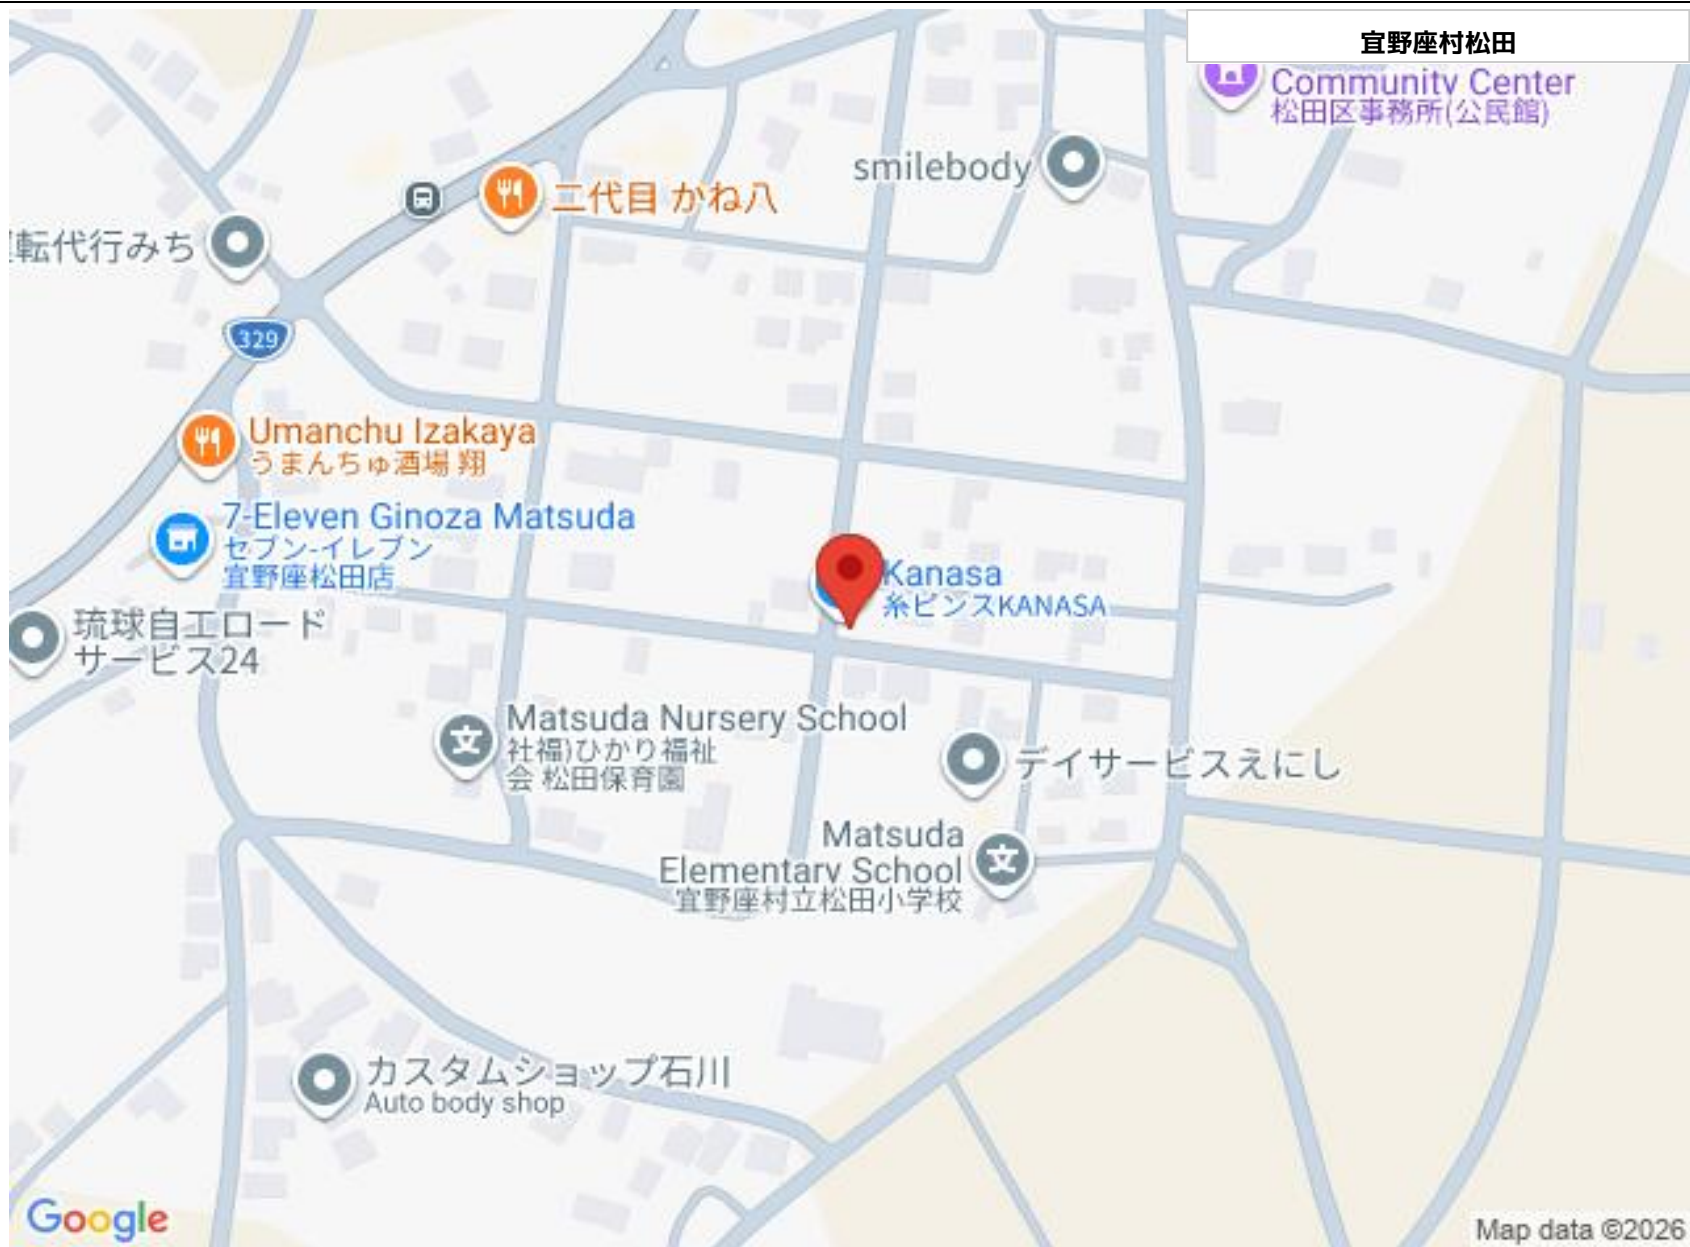 宜野座村松田
Community Center
松田区事務所(公民館)
smilebody
二代目 かね八
転代行みち
329
Umanchu Izakaya
うまんちゅ酒場 翔
7-Eleven Ginoza Matsuda
セブン-イレブン
宜野座松田店
Kanasa
糸ピンスKANASA
琉球自工ロード
サービス24
Matsuda Nursery School
社福)ひかり福祉
会 松田保育園
デイサービスえにし
Matsuda
Elementary School
宜野座村立松田小学校
カスタムショップ石川
Auto body shop
Google
Map data ©2026